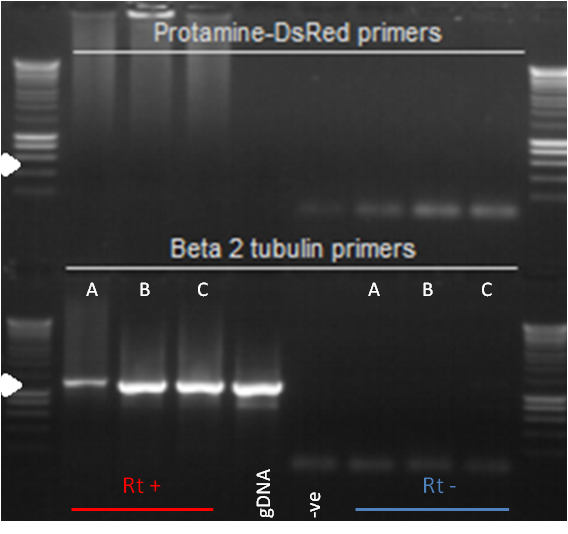 Protamine-DsRed primers
Beta 2 tubulin primers
A B C A B C
Rt + gDNA -ve Rt -